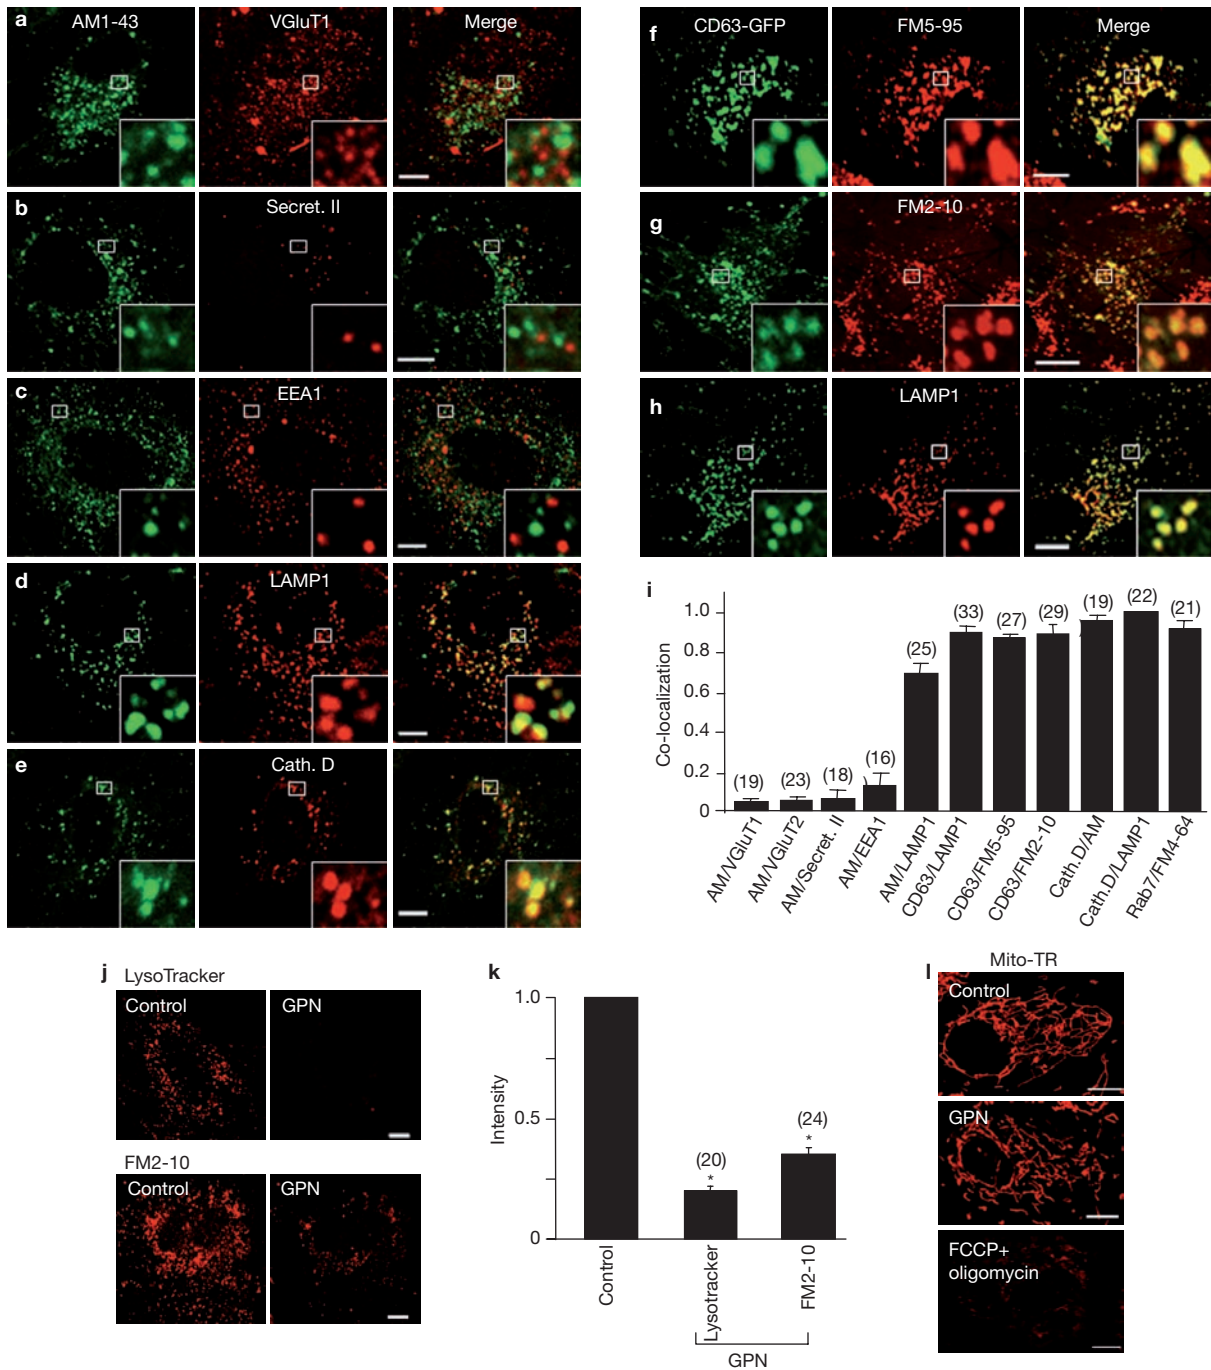 a AM1-43 VGluT1 Merge
b Secret. II
c EEA1
d LAMP1
e Cath. D
f CD63-GFP FM5-95 Merge
g FM2-10
h LAMP1
i
Co-localization
1.0
0.8
0.6
0.4
0.2
0
(19)
(23)
(18)
(16)
(25)
(33)
(27)
(29)
(19)
(22)
(21)
AM/VGluT1
AM/VGluT2
AM/Secret. II
AM/EEA1
AM/LAMP1
CD63/LAMP1
CD63/FM5-95
CD63/FM2-10
Cath.D/AM
Cath.D/LAMP1
Rab7/FM4-64
j LysoTracker
Control GPN
FM2-10
Control GPN
k
Intensity
1.0
0.5
0
(20)
*
(24)
*
Control
Lysotracker
FM2-10
GPN
l Mito-TR
Control
GPN
FCCP+
oligomycin